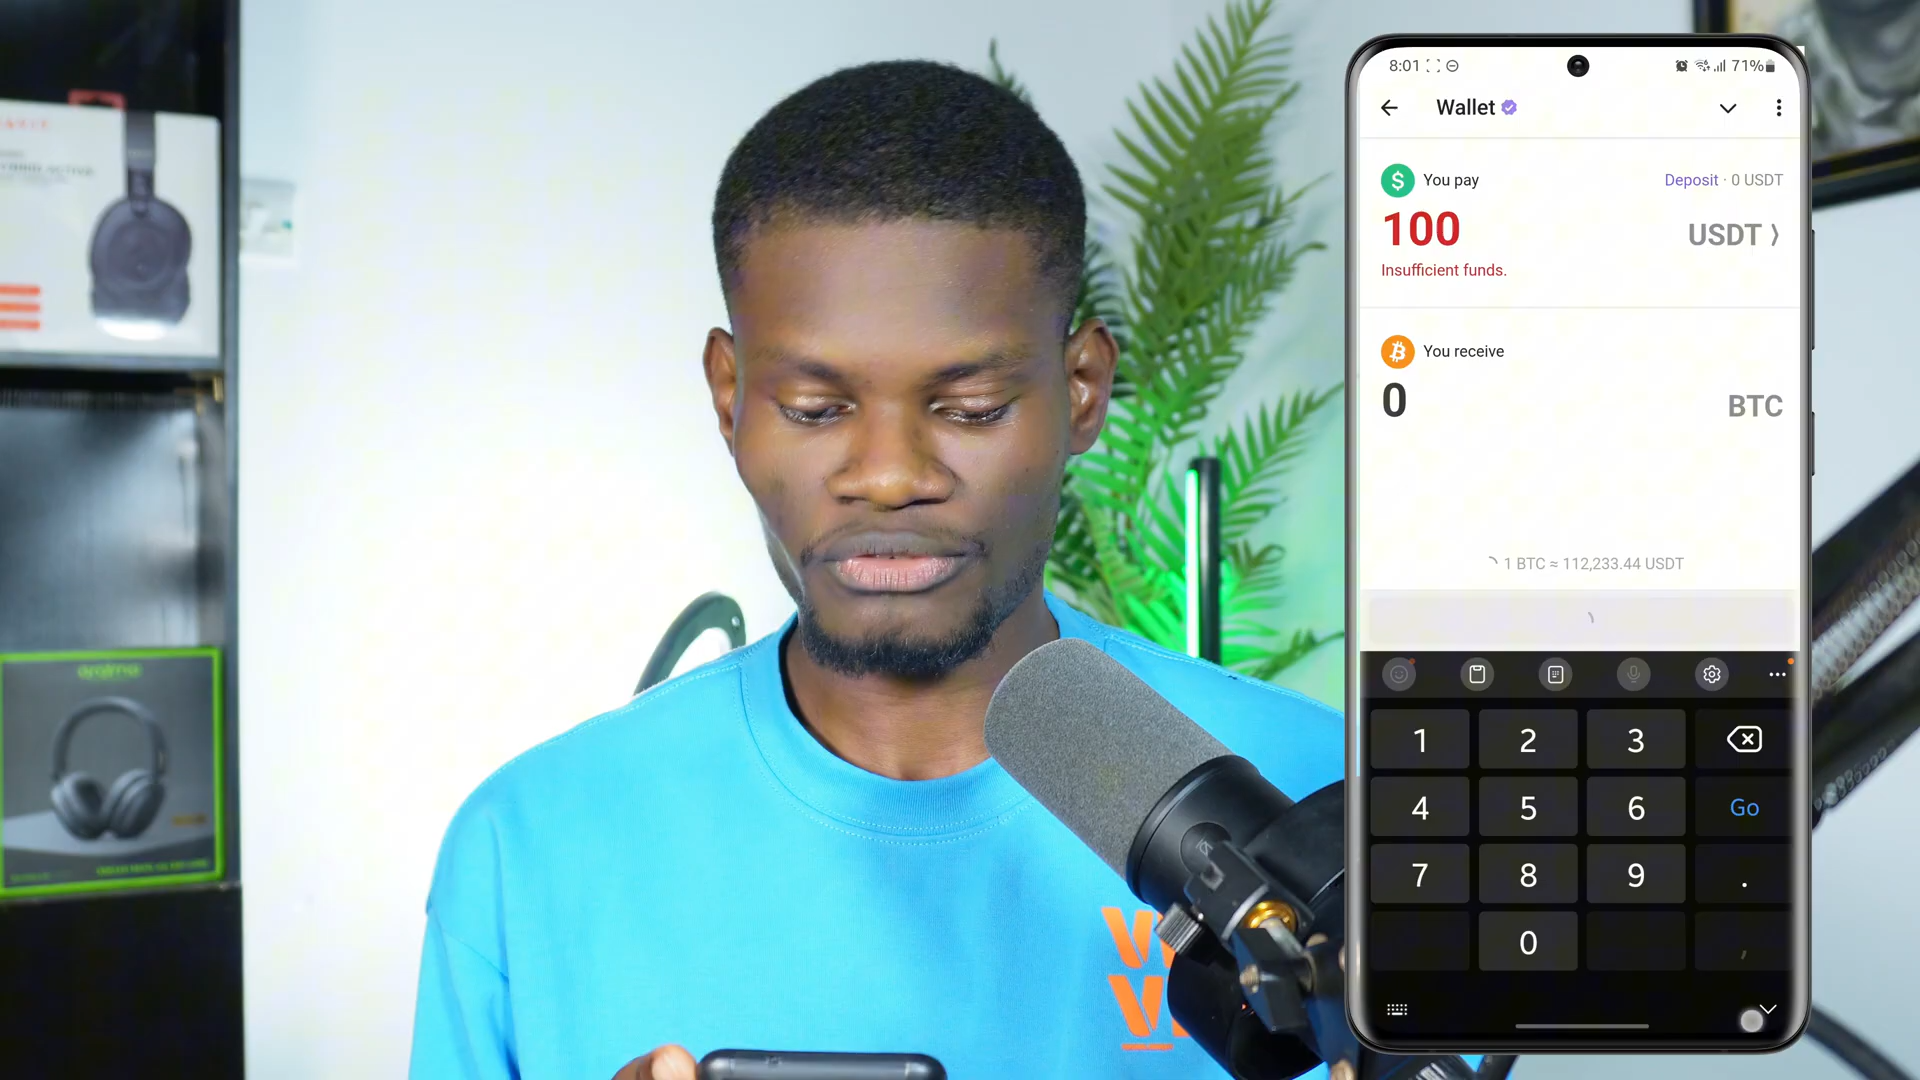 8:01
71%
Wallet
You pay
Deposit · 0 USDT
100
USDT
Insufficient funds.
You receive
0
BTC
1 BTC ≈ 112,233.44 USDT
1 2 3
4 5 6 Go
7 8 9 .
0 ,